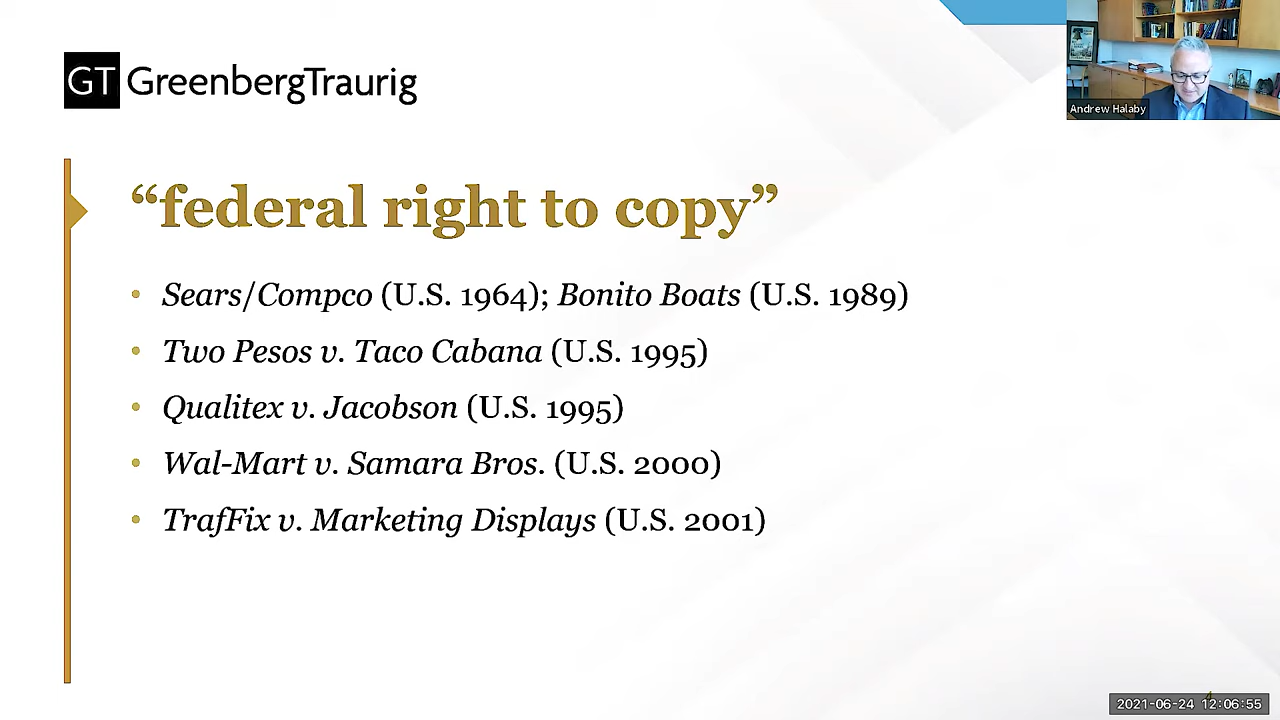 GT GreenbergTraurig
Andrew Halaby
“federal right to copy”
• Sears/Compco (U.S. 1964); Bonito Boats (U.S. 1989)
• Two Pesos v. Taco Cabana (U.S. 1995)
• Qualitex v. Jacobson (U.S. 1995)
• Wal-Mart v. Samara Bros. (U.S. 2000)
• TrafFix v. Marketing Displays (U.S. 2001)
4
2021-06-24 12:06:55